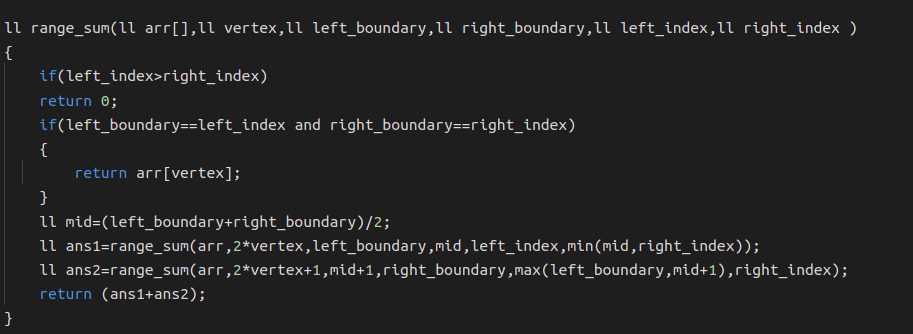 ll range_sum(ll arr[],ll vertex,ll left_boundary,ll right_boundary,ll left_index,ll right_index )
{
if(left_index>right_index)
return 0;
if(left_boundary==left_index and right_boundary==right_index)
{
return arr[vertex];
}
ll mid=(left_boundary+right_boundary)/2;
ll ans1=range_sum(arr,2*vertex,left_boundary,mid,left_index,min(mid,right_index));
ll ans2=range_sum(arr,2*vertex+1,mid+1,right_boundary,max(left_boundary,mid+1),right_index);
return (ans1+ans2);
}